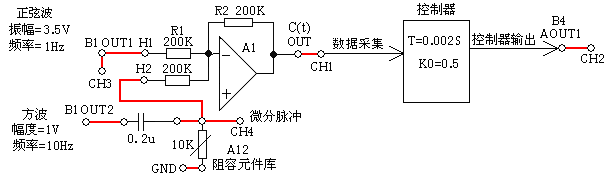 正弦波
振幅=3.5V
频率=1Hz
R2 200K
R1
200K
B1 OUT1 H1
CH3
H2
200K
A1
C(t)
OUT
CH1
数据采集
控制器
T=0.002S
K0=0.5
控制器输出
B4
AOUT1
CH2
方波
幅度=1V
频率=10Hz
B1OUT2
0.2u
CH4
微分脉冲
10K
A12
阻容元件库
GND